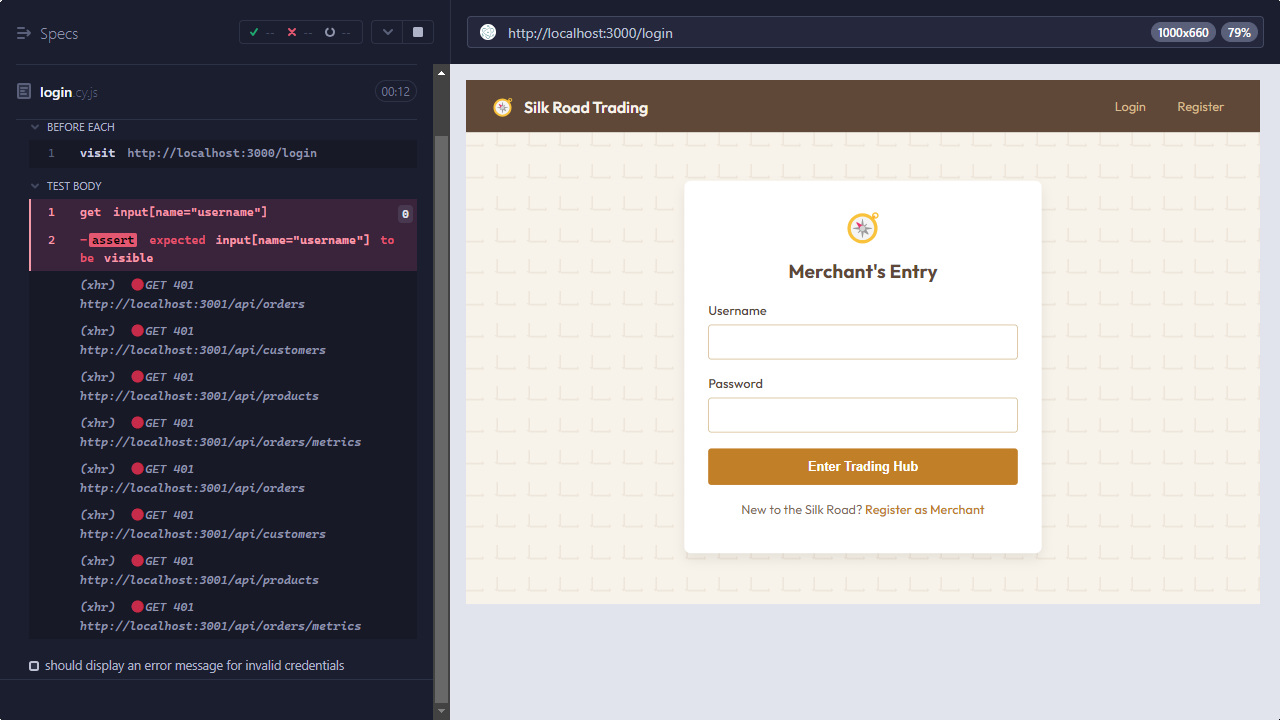 Specs
-- -- --
login cy.js
00:12
BEFORE EACH
1 visit http://localhost:3000/login
TEST BODY
1 get input[name="username"] 0
2 -assert expected input[name="username"] to
be visible
(xhr) GET 401
http://localhost:3001/api/orders
(xhr) GET 401
http://localhost:3001/api/customers
(xhr) GET 401
http://localhost:3001/api/products
(xhr) GET 401
http://localhost:3001/api/orders/metrics
(xhr) GET 401
http://localhost:3001/api/orders
(xhr) GET 401
http://localhost:3001/api/customers
(xhr) GET 401
http://localhost:3001/api/products
(xhr) GET 401
http://localhost:3001/api/orders/metrics
should display an error message for invalid credentials
http://localhost:3000/login
1000x660 79%
Silk Road Trading
Login Register
Merchant's Entry
Username
Password
Enter Trading Hub
New to the Silk Road? Register as Merchant